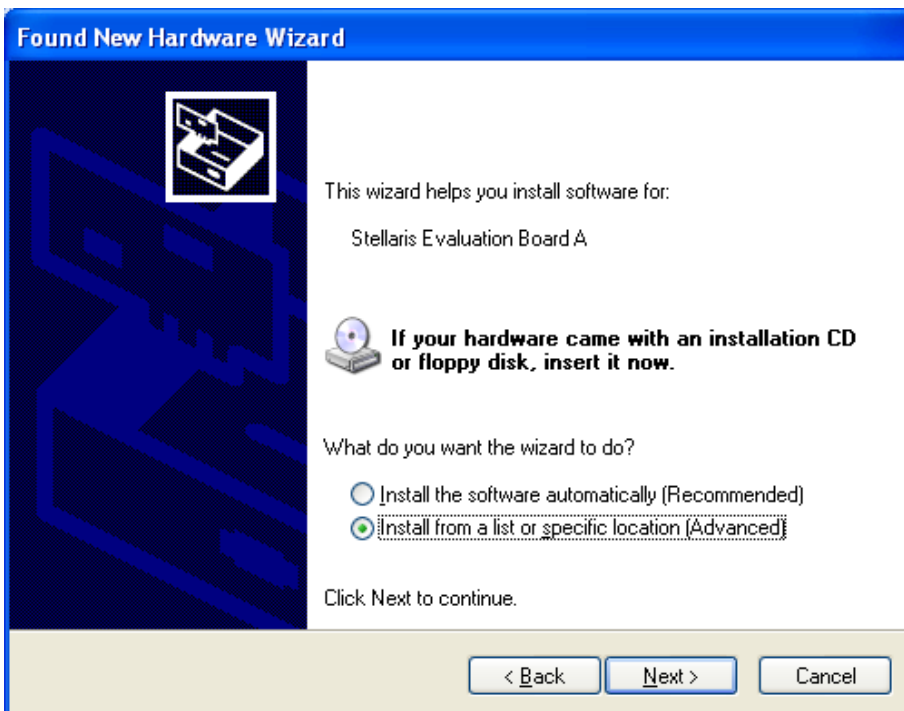 Found New Hardware Wizard
This wizard helps you install software for:
Stellaris Evaluation Board A
If your hardware came with an installation CD
or floppy disk, insert it now.
What do you want the wizard to do?
Install the software automatically (Recommended)
Install from a list or specific location (Advanced)
Click Next to continue.
< Back Next > Cancel